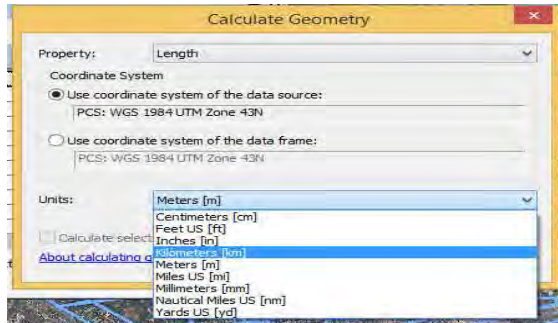 Calculate Geometry
Property: Length
Coordinate System
Use coordinate system of the data source:
PCS: WGS 1984 UTM Zone 43N
Use coordinate system of the data frame:
PCS: WGS 1984 UTM Zone 43N
Units: Meters [m]
Centimeters [cm]
Feet US [ft]
Calculate selec
Inches [in]
Kilometers [km]
About calculating g
Meters [m]
Miles US [mi]
Millimeters [mm]
Nautical Miles US [nm]
Yards US [yd]